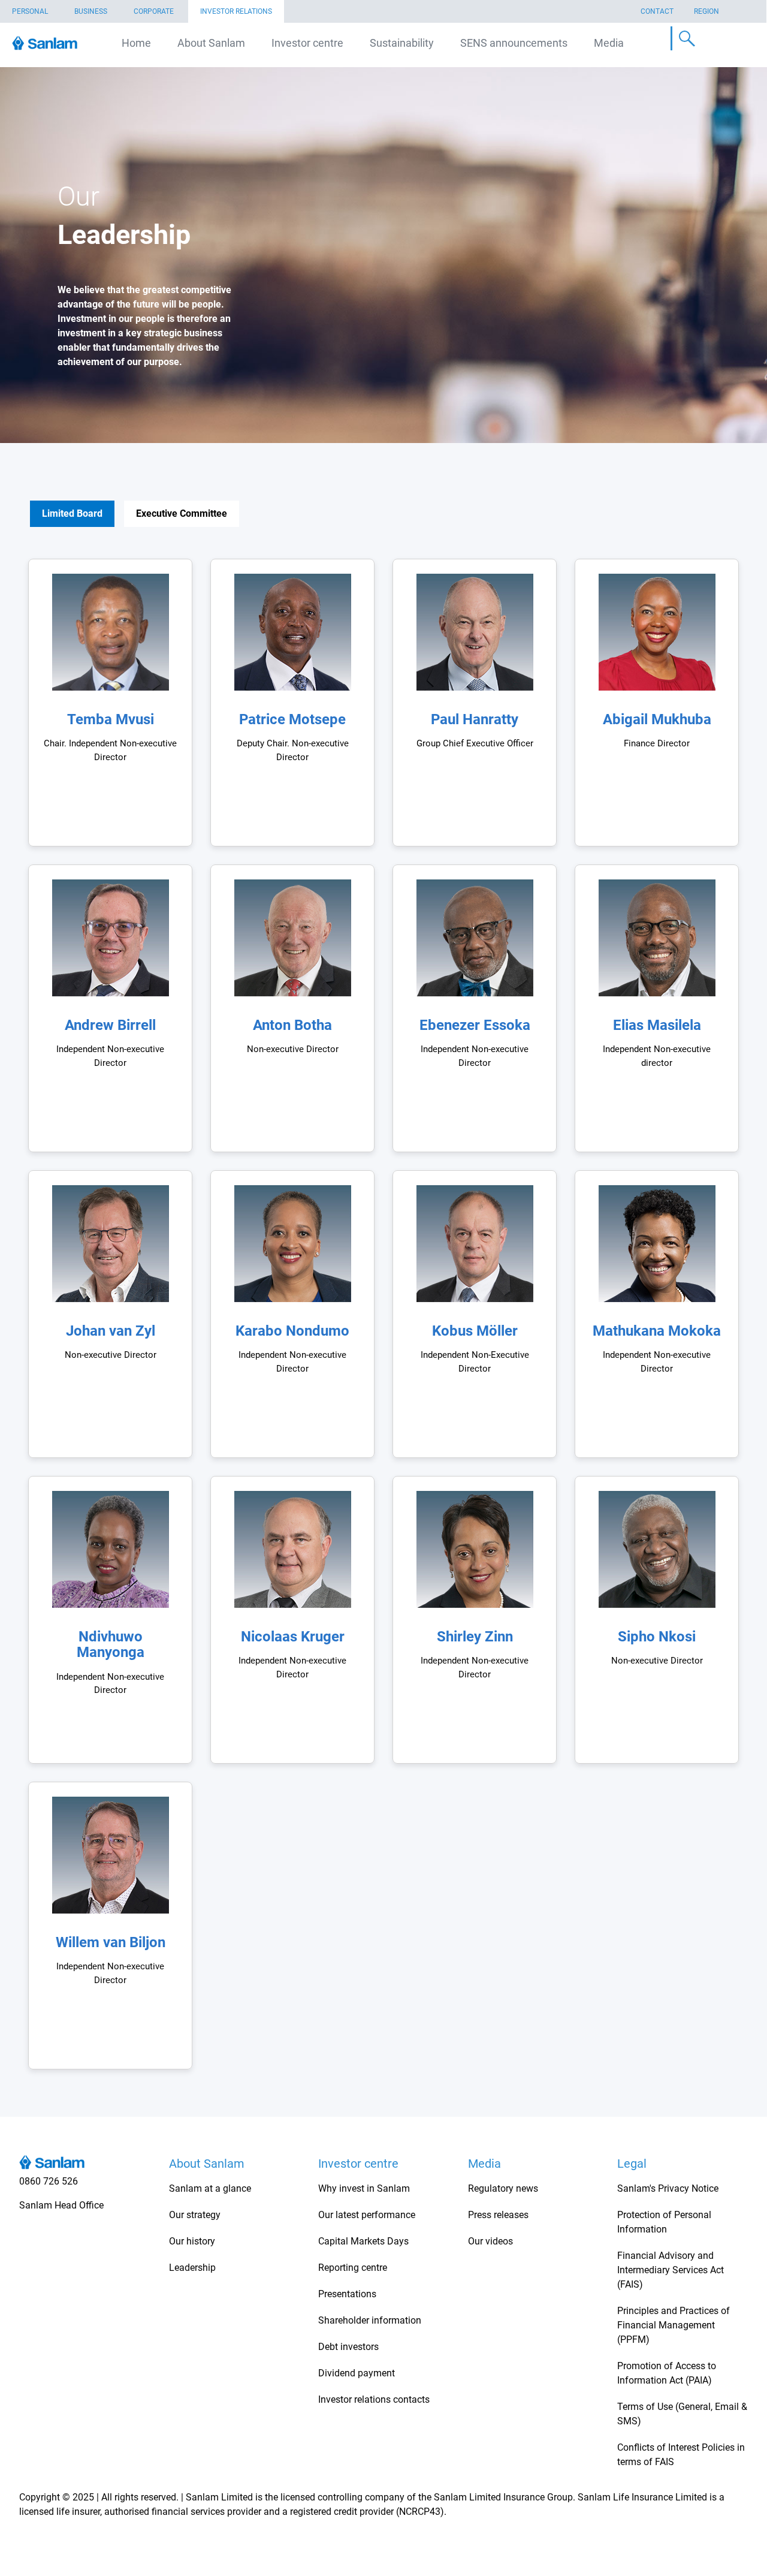 PERSONAL BUSINESS CORPORATE INVESTOR RELATIONS CONTACT REGION
Sanlam Home About Sanlam Investor centre Sustainability SENS announcements Media
Our
Leadership
We believe that the greatest competitive
advantage of the future will be people.
Investment in our people is therefore an
investment in a key strategic business
enabler that fundamentally drives the
achievement of our purpose.
Limited Board Executive Committee
Temba Mvusi
Chair. Independent Non-executive
Director
Patrice Motsepe
Deputy Chair. Non-executive
Director
Paul Hanratty
Group Chief Executive Officer
Abigail Mukhuba
Finance Director
Andrew Birrell
Independent Non-executive
Director
Anton Botha
Non-executive Director
Ebenezer Essoka
Independent Non-executive
Director
Elias Masilela
Independent Non-executive
director
Johan van Zyl
Non-executive Director
Karabo Nondumo
Independent Non-executive
Director
Kobus Möller
Independent Non-Executive
Director
Mathukana Mokoka
Independent Non-executive
Director
Ndivhuwo
Manyonga
Independent Non-executive
Director
Nicolaas Kruger
Independent Non-executive
Director
Shirley Zinn
Independent Non-executive
Director
Sipho Nkosi
Non-executive Director
Willem van Biljon
Independent Non-executive
Director
Sanlam
0860 726 526
Sanlam Head Office
About Sanlam
Sanlam at a glance
Our strategy
Our history
Leadership
Investor centre
Why invest in Sanlam
Our latest performance
Capital Markets Days
Reporting centre
Presentations
Shareholder information
Debt investors
Dividend payment
Investor relations contacts
Media
Regulatory news
Press releases
Our videos
Legal
Sanlam's Privacy Notice
Protection of Personal
Information
Financial Advisory and
Intermediary Services Act
(FAIS)
Principles and Practices of
Financial Management
(PPFM)
Promotion of Access to
Information Act (PAIA)
Terms of Use (General, Email &
SMS)
Conflicts of Interest Policies in
terms of FAIS
Copyright © 2025 | All rights reserved. | Sanlam Limited is the licensed controlling company of the Sanlam Limited Insurance Group. Sanlam Life Insurance Limited is a
licensed life insurer, authorised financial services provider and a registered credit provider (NCRCP43).